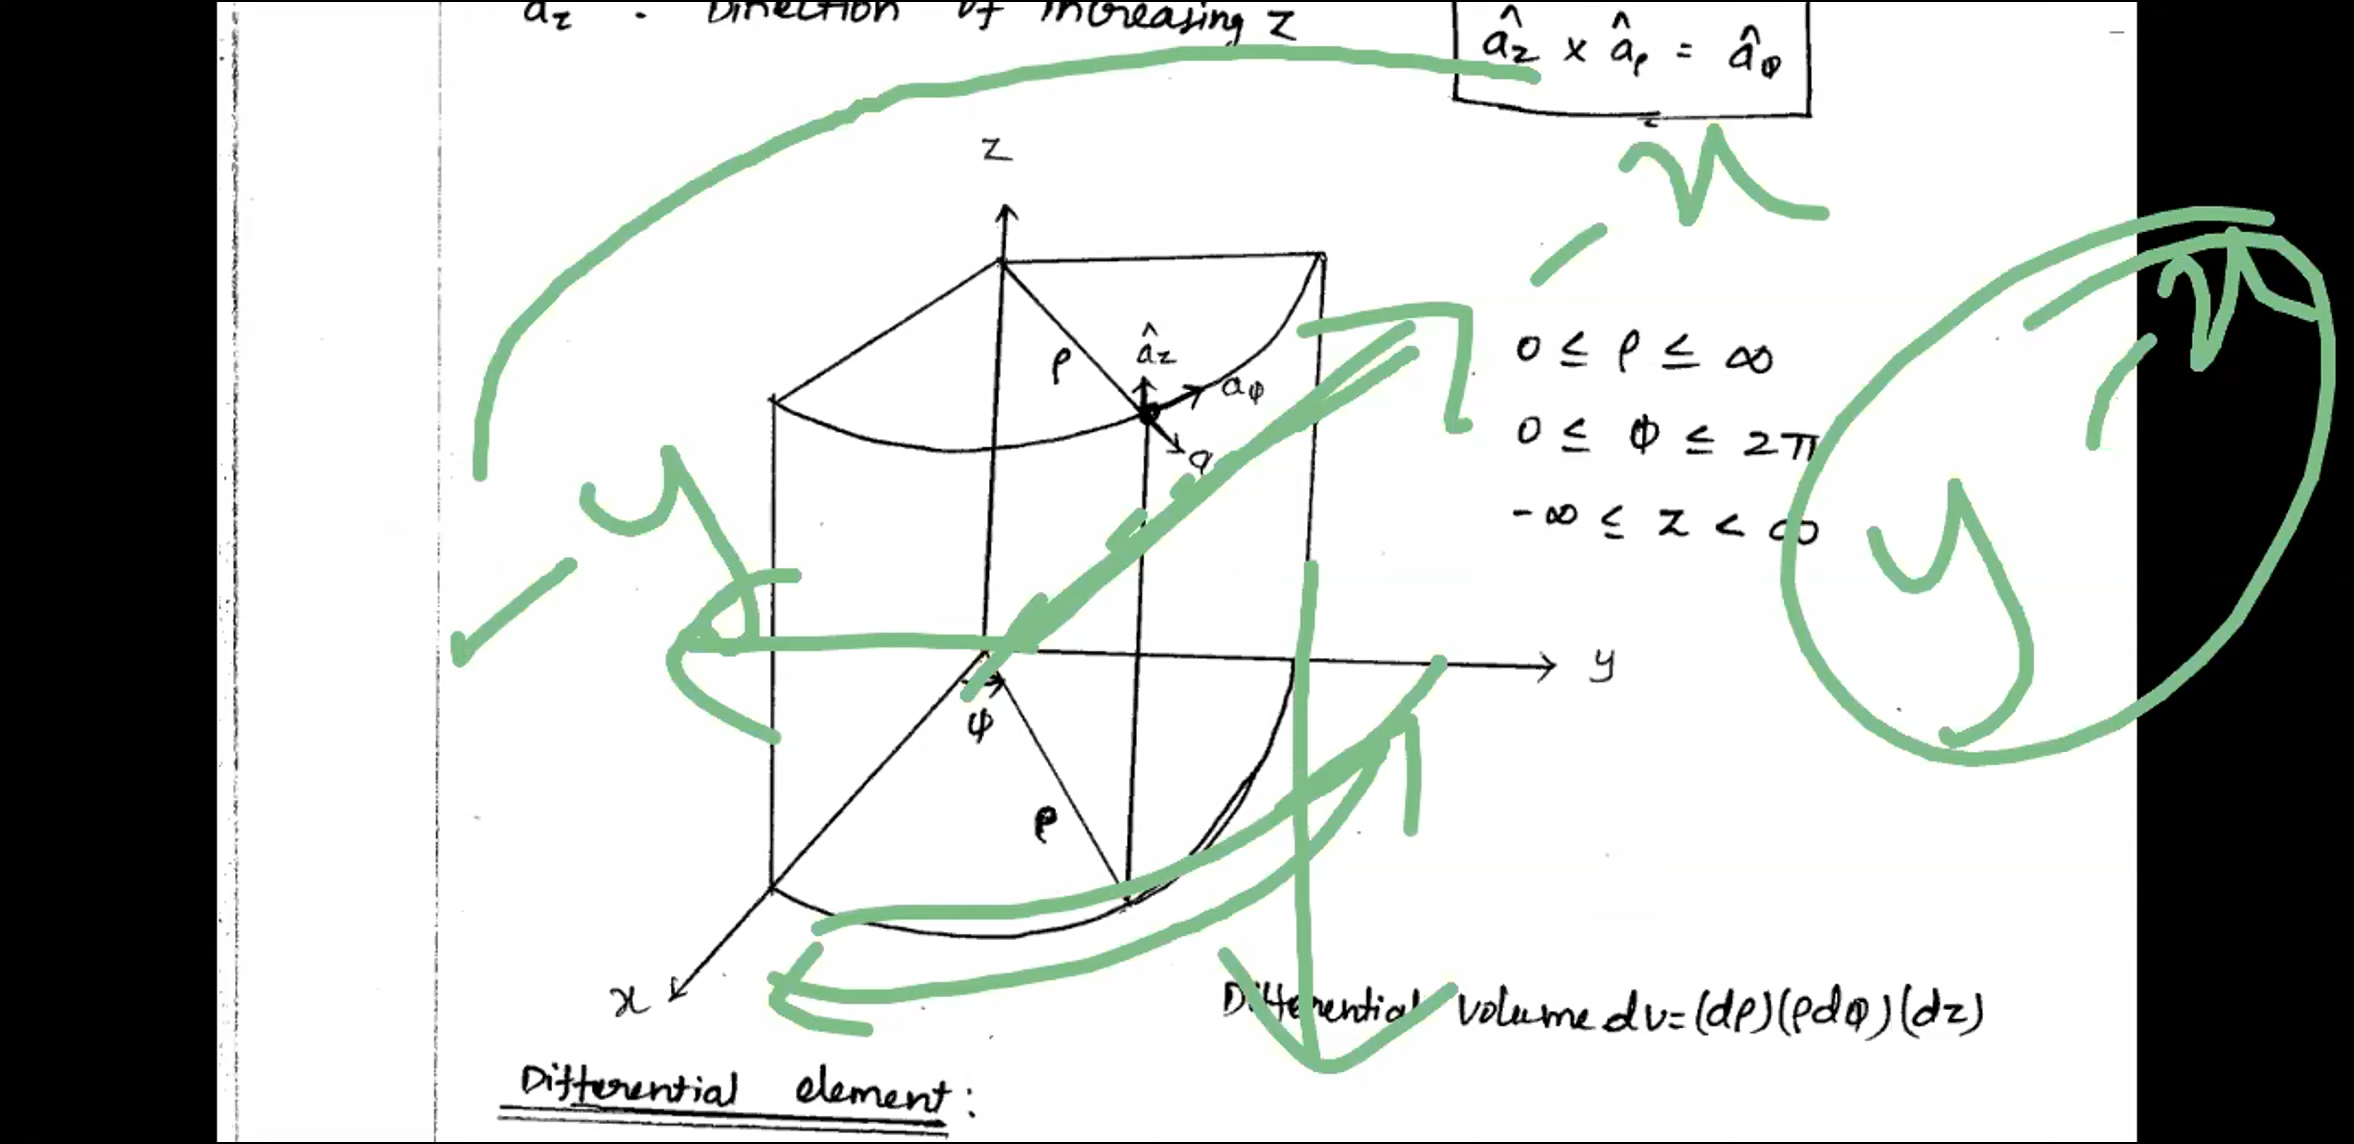 âz . Direction of increasing z
âz × âρ = âφ
z
- x
ρ
âz
aφ
a
0 ≤ ρ ≤ ∞
0 ≤ φ ≤ 2π
-∞ ≤ z < ∞
- y
- x
y
y
φ
ρ
x
Differential volume dv=(dρ)(ρdφ)(dz)
Differential element: